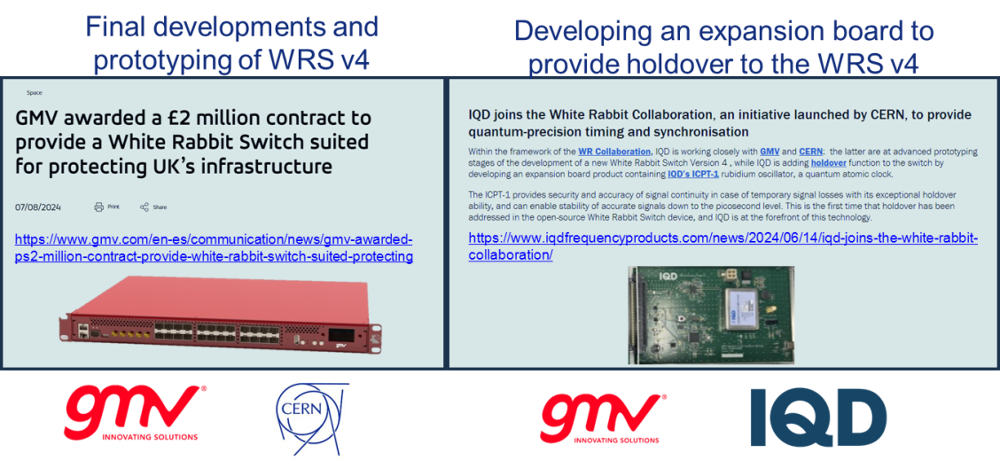 Final developments and
prototyping of WRS v4
Space
GMV awarded a £2 million contract to
provide a White Rabbit Switch suited
for protecting UK's infrastructure
07/08/2024 Print Share
https://www.gmv.com/en-es/communication/news/gmv-awarded-
ps2-million-contract-provide-white-rabbit-switch-suited-protecting
gmv
gmv®
INNOVATING SOLUTIONS
CERN
Developing an expansion board to
provide holdover to the WRS v4
IQD joins the White Rabbit Collaboration, an initiative launched by CERN, to provide
quantum-precision timing and synchronisation
Within the framework of the WR Collaboration, IQD is working closely with GMV and CERN: the latter are at advanced prototyping
stages of the development of a new White Rabbit Switch Version 4 , while IQD is adding holdover function to the switch by
developing an expansion board product containing IQD's ICPT-1 rubidium oscillator, a quantum atomic clock.
The ICPT-1 provides security and accuracy of signal continuity in case of temporary signal losses with its exceptional holdover
ability, and can enable stability of accurate signals down to the picosecond level. This is the first time that holdover has been
addressed in the open-source White Rabbit Switch device, and IQD is at the forefront of this technology.
https://www.iqdfrequencyproducts.com/news/2024/06/14/iqd-joins-the-white-rabbit-
collaboration/
IQD
gmv®
INNOVATING SOLUTIONS
IQD